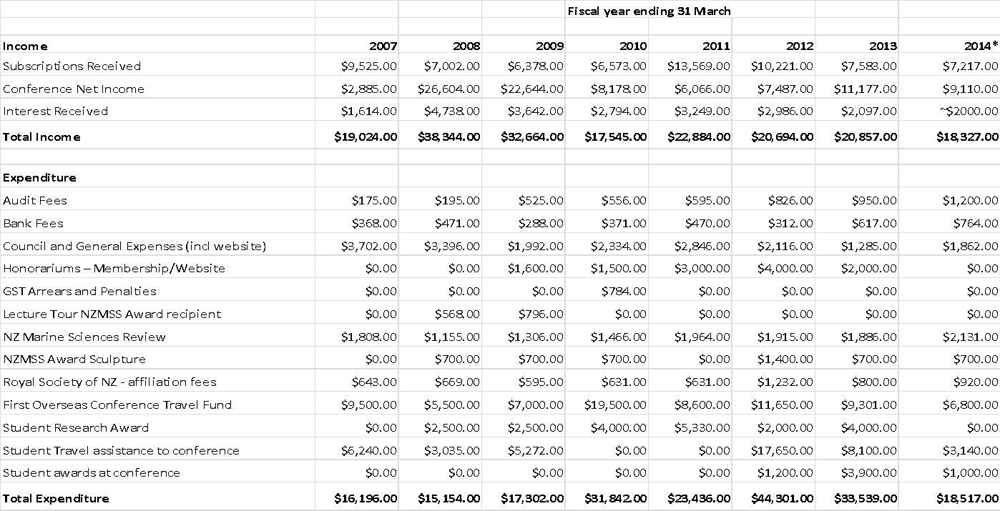 Fiscal year ending 31 March
Income 2007 2008 2009 2010 2011 2012 2013 2014*
Subscriptions Received $9,525.00 $7,002.00 $6,378.00 $6,573.00 $13,569.00 $10,221.00 $7,583.00 $7,217.00
Conference Net Income $2,885.00 $26,604.00 $22,644.00 $8,178.00 $6,066.00 $7,487.00 $11,177.00 $9,110.00
Interest Received $1,614.00 $4,738.00 $3,642.00 $2,794.00 $3,249.00 $2,986.00 $2,097.00 ~$2000.00
Total Income $19,024.00 $38,344.00 $32,664.00 $17,545.00 $22,884.00 $20,694.00 $20,857.00 $18,327.00
Expenditure
Audit Fees $175.00 $195.00 $525.00 $556.00 $595.00 $826.00 $950.00 $1,200.00
Bank Fees $368.00 $471.00 $288.00 $371.00 $470.00 $312.00 $617.00 $764.00
Council and General Expenses (incl website) $3,702.00 $3,396.00 $1,992.00 $2,334.00 $2,846.00 $2,116.00 $1,285.00 $1,862.00
Honorariums – Membership/Website $0.00 $0.00 $1,600.00 $1,500.00 $3,000.00 $4,000.00 $2,000.00 $0.00
GST Arrears and Penalties $0.00 $0.00 $0.00 $784.00 $0.00 $0.00 $0.00 $0.00
Lecture Tour NZMSS Award recipient $0.00 $568.00 $796.00 $0.00 $0.00 $0.00 $0.00 $0.00
NZ Marine Sciences Review $1,808.00 $1,155.00 $1,306.00 $1,466.00 $1,964.00 $1,915.00 $1,886.00 $2,131.00
NZMSS Award Sculpture $0.00 $700.00 $700.00 $700.00 $0.00 $1,400.00 $700.00 $700.00
Royal Society of NZ - affiliation fees $643.00 $669.00 $595.00 $631.00 $631.00 $1,232.00 $800.00 $920.00
First Overseas Conference Travel Fund $9,500.00 $5,500.00 $7,000.00 $19,500.00 $8,600.00 $11,650.00 $9,301.00 $6,800.00
Student Research Award $0.00 $2,500.00 $2,500.00 $4,000.00 $5,330.00 $2,000.00 $4,000.00 $0.00
Student Travel assistance to conference $6,240.00 $3,035.00 $5,272.00 $0.00 $0.00 $17,650.00 $8,100.00 $3,140.00
Student awards at conference $0.00 $0.00 $0.00 $0.00 $0.00 $1,200.00 $3,900.00 $1,000.00
Total Expenditure $16,196.00 $15,154.00 $17,302.00 $31,842.00 $23,436.00 $44,301.00 $33,539.00 $18,517.00